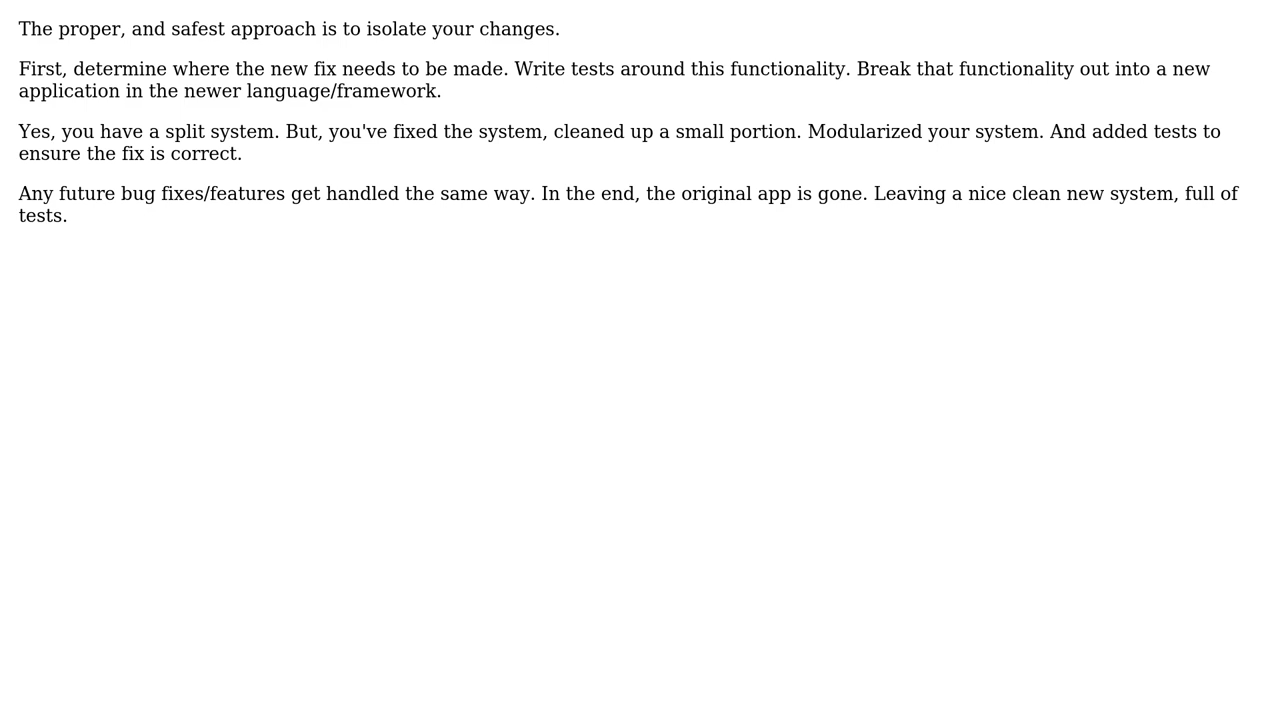 The proper, and safest approach is to isolate your changes.
First, determine where the new fix needs to be made. Write tests around this functionality. Break that functionality out into a new
application in the newer language/framework.
Yes, you have a split system. But, you've fixed the system, cleaned up a small portion. Modularized your system. And added tests to
ensure the fix is correct.
Any future bug fixes/features get handled the same way. In the end, the original app is gone. Leaving a nice clean new system, full of
tests.